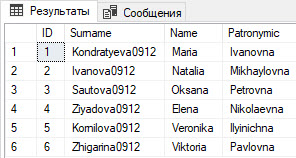 Результаты Сообщения
ID Surname Name Patronymic
1 1 Kondratyeva0912 Maria Ivanovna
2 2 Ivanova0912 Natalia Mikhaylovna
3 3 Sautova0912 Oksana Petrovna
4 4 Ziyadova0912 Elena Nikolaevna
5 5 Komilova0912 Veronika Ilyinichna
6 6 Zhigarina0912 Viktoria Pavlovna